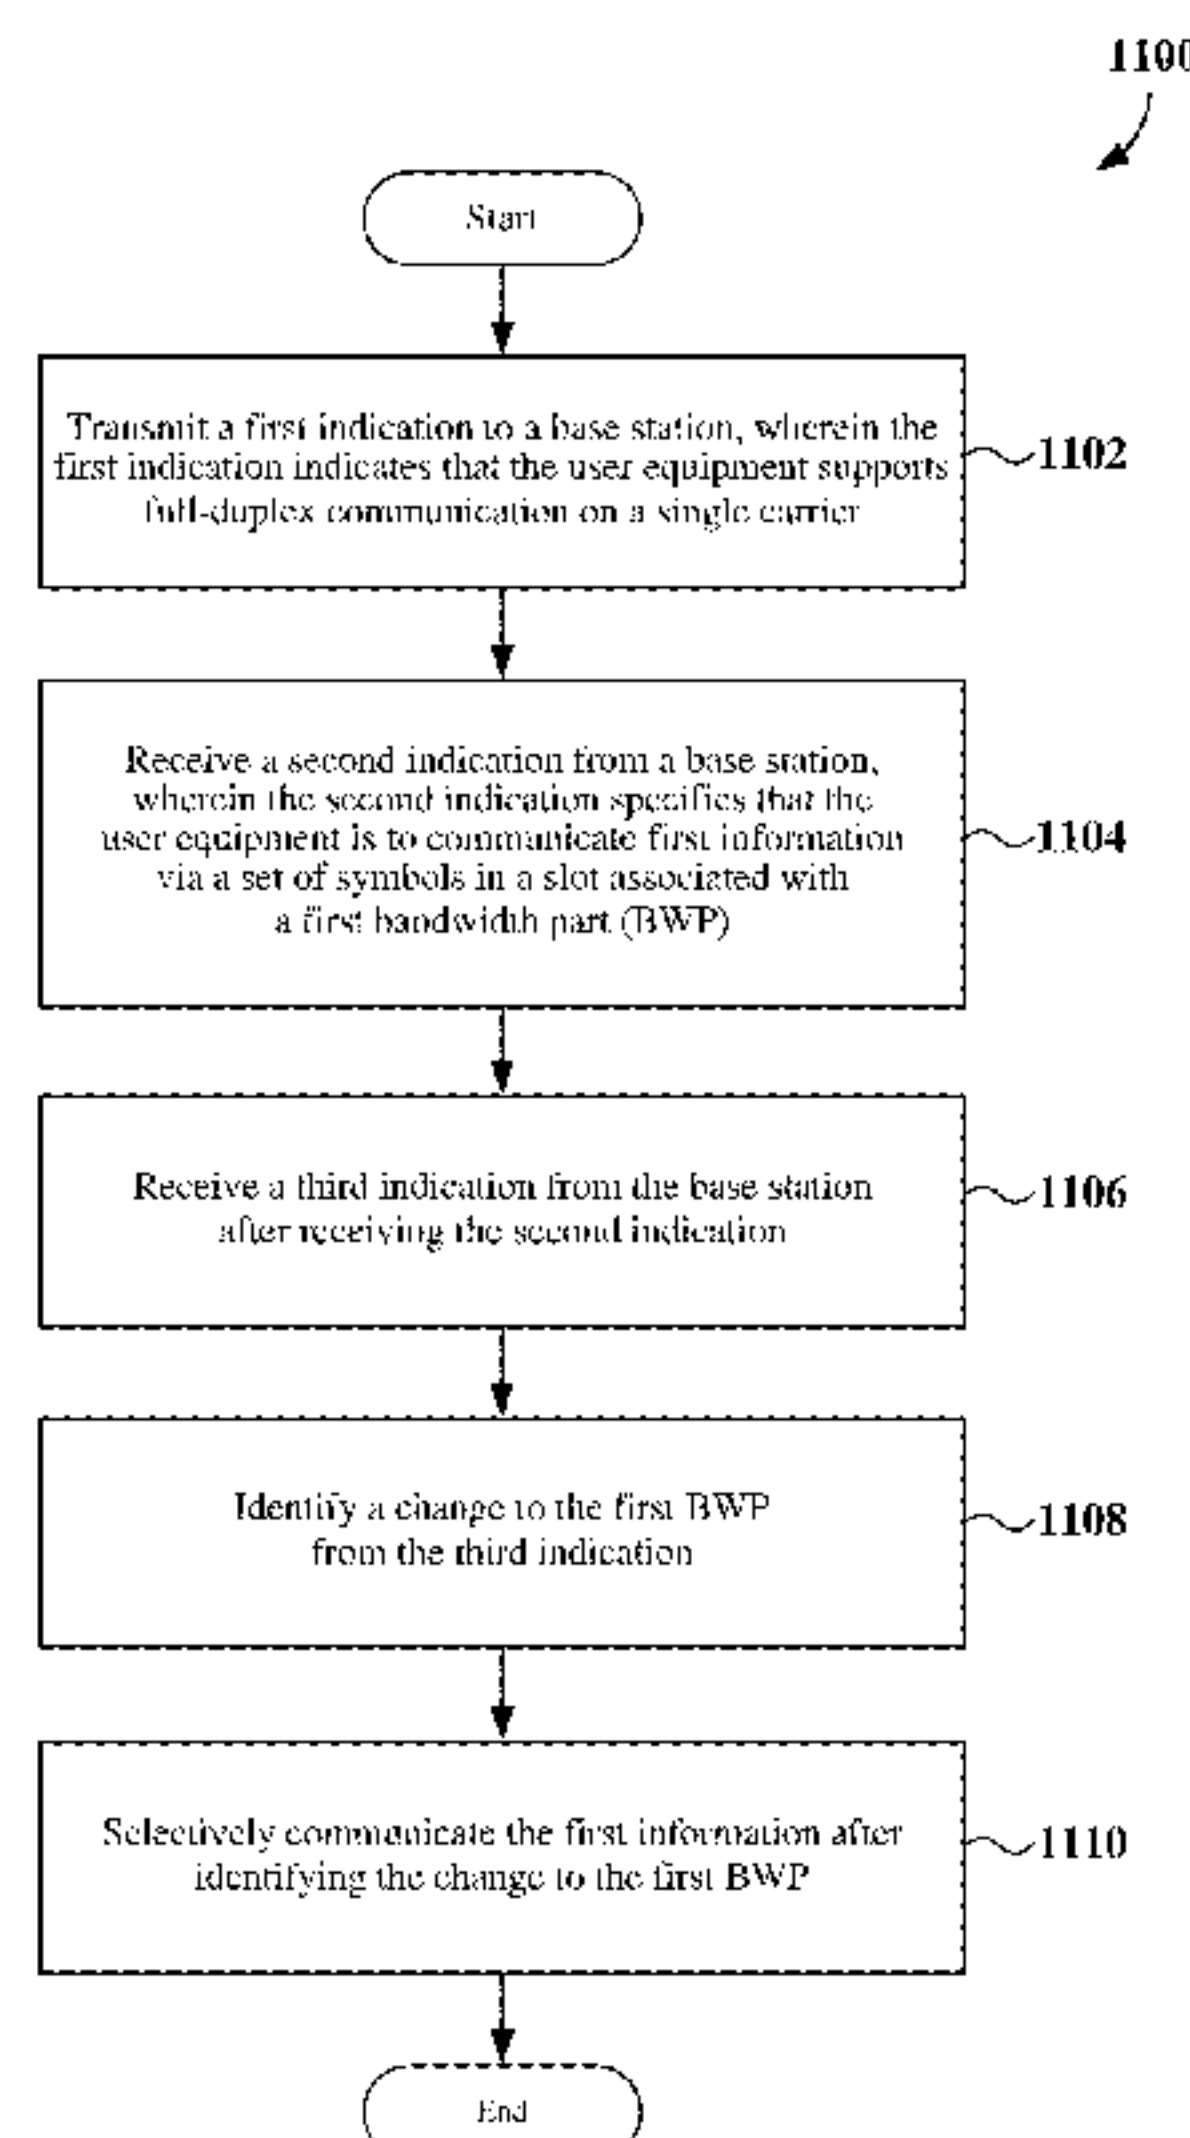 1100
Start
Transmit a first indication to a base station, wherein the
first indication indicates that the user equipment supports
full-duplex communication on a single carrier
1102
Receive a second indication from a base station,
wherein the second indication specifies that the
user equipment is to communicate first information
via a set of symbols in a slot associated with
a first bandwidth part (BWP)
1104
Receive a third indication from the base station
after receiving the second indication
1106
Identify a change to the first BWP
from the third indication
1108
Selectively communicate the first information after
identifying the change to the first BWP
1110
End